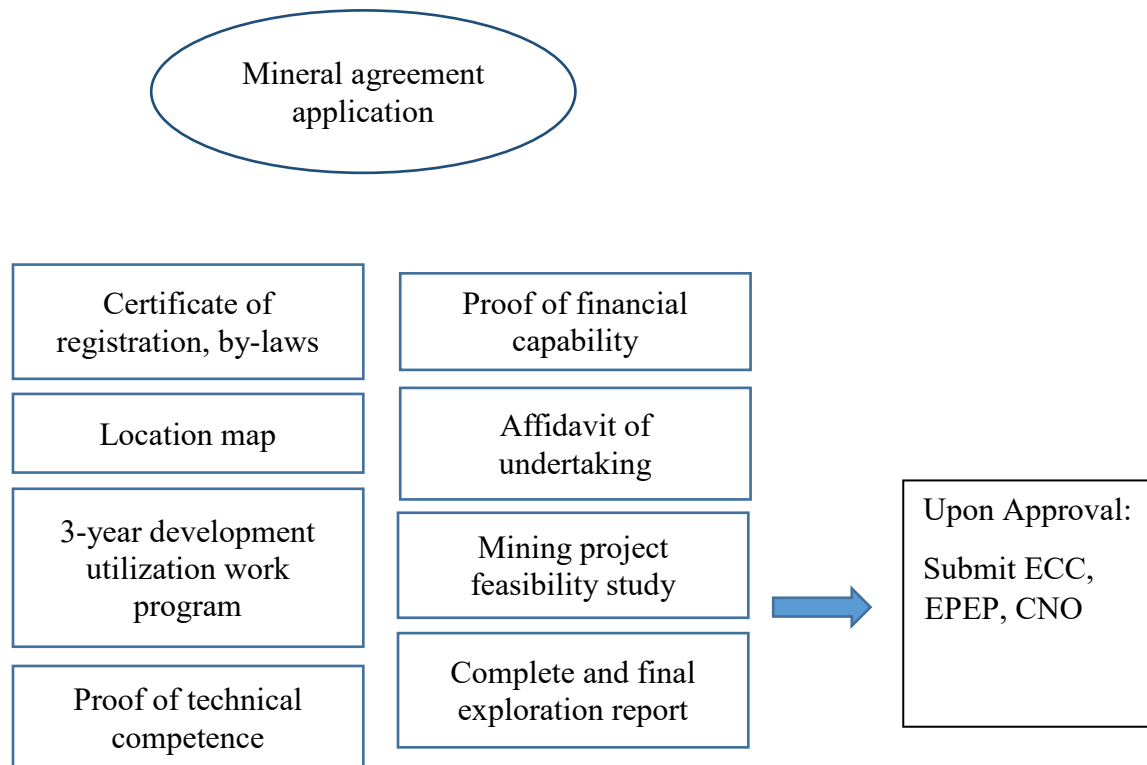 Mineral agreement
application
Certificate of
registration, by-laws
Location map
3-year development
utilization work
program
Proof of technical
competence
Proof of financial
capability
Affidavit of
undertaking
Mining project
feasibility study
Complete and final
exploration report
Upon Approval:
Submit ECC,
EPEP, CNO